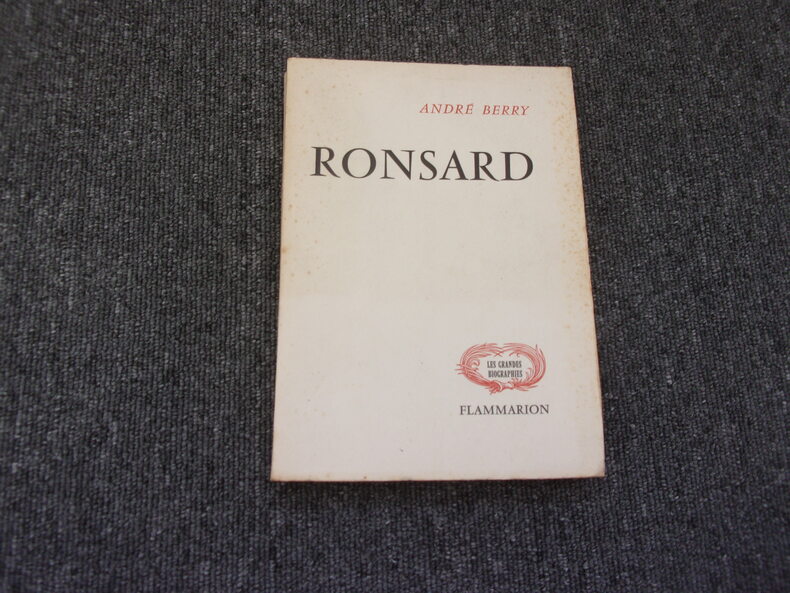 ANDRÉ BERRY
RONSARD
LES GRANDES
BIOGRAPHIES
FLAMMARION